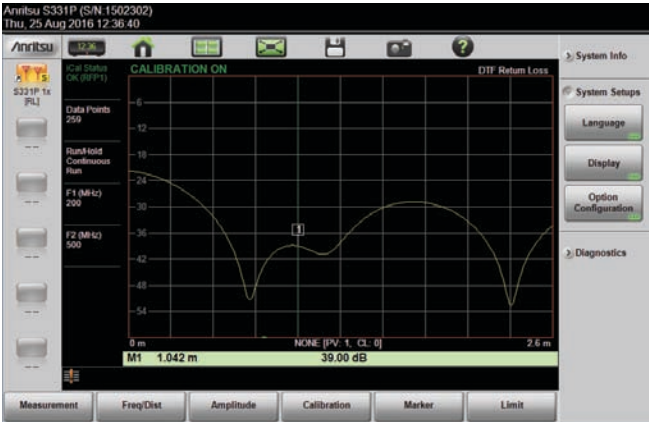 Anritsu S331P (S/N:1502302)
Thu, 25 Aug 2016 12:36:40
Anritsu
12:36
?
System Info
iCal Status
OK (RFP1)
CALIBRATION ON
DTF Return Loss
S331P 1x
[RL]
System Setups
Data Points
259
Language
Run/Hold
Continuous
Run
Display
F1 (MHz)
200
Option
Configuration
F2 (MHz)
500
Diagnostics
-6
-12
-18
-24
-30
-36
-42
-48
-54
1
--
--
--
--
--
--
0 m
NONE [PV: 1, CL: 0]
2.6 m
M1 1.042 m 39.00 dB
Measurement
Freq/Dist
Amplitude
Calibration
Marker
Limit